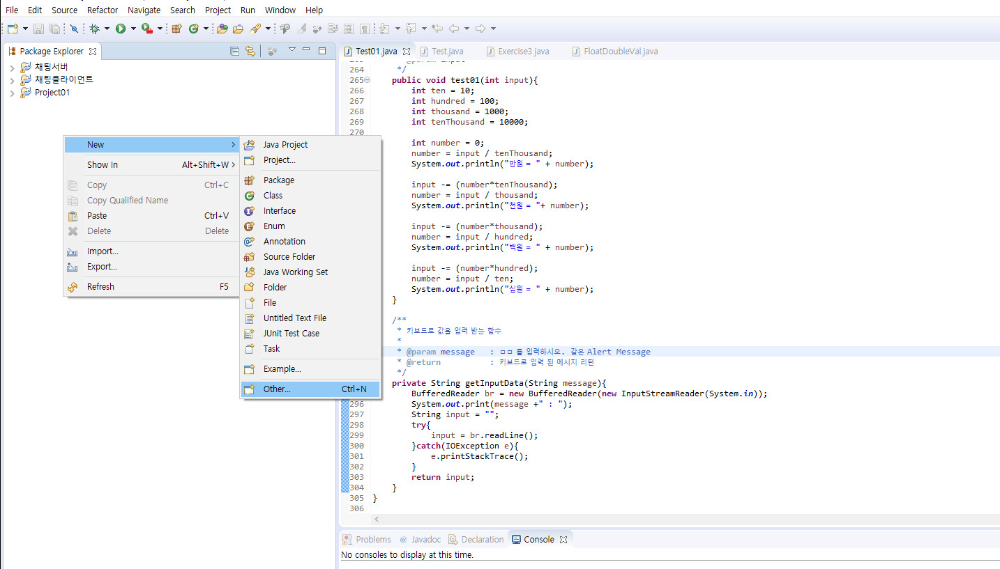 File Edit Source Refactor Navigate Search Project Run Window Help
Package Explorer
채팅서버
채팅클라이언트
Project01
New
Show In Alt+Shift+W
Copy Ctrl+C
Copy Qualified Name
Paste Ctrl+V
Delete Delete
Import...
Export...
Refresh F5
Java Project
Project...
Package
Class
Interface
Enum
Annotation
Source Folder
Java Working Set
Folder
File
Untitled Text File
JUnit Test Case
Task
Example...
Other... Ctrl+N
Test01.java Test.java Exercise3.java FloatDoubleVal.java
264 */
265 public void test01(int input){
266 int ten = 10;
267 int hundred = 100;
268 int thousand = 1000;
269 int tenThousand = 10000;
270
int number = 0;
number = input / tenThousand;
System.out.println("만원 = " + number);
input -= (number*tenThousand);
number = input / thousand;
System.out.println("천원 = "+ number);
input -= (number*thousand);
number = input / hundred;
System.out.println("백원 = " + number);
input -= (number*hundred);
number = input / ten;
System.out.println("십원 = " + number);
}
/**
* 키보드로 값을 입력 받는 함수
*
* @param message : ㅁㅁ 를 입력하시오. 같은 Alert Message
* @return : 키보드로 입력 된 메시지 리턴
*/
private String getInputData(String message){
BufferedReader br = new BufferedReader(new InputStreamReader(System.in));
296 System.out.print(message +" : ");
297 String input = "";
298 try{
299 input = br.readLine();
300 }catch(IOException e){
301 e.printStackTrace();
302 }
303 return input;
304 }
305 }
306
Problems Javadoc Declaration Console
No consoles to display at this time.